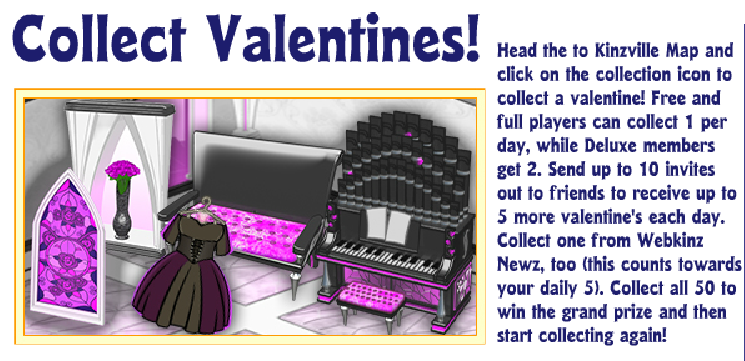 Collect Valentines!
Head the to Kinzville Map and
click on the collection icon to
collect a valentine! Free and
full players can collect 1 per
day, while Deluxe members
get 2. Send up to 10 invites
out to friends to receive up to
5 more valentine's each day.
Collect one from Webkinz
Newz, too (this counts towards
your daily 5). Collect all 50 to
win the grand prize and then
start collecting again!